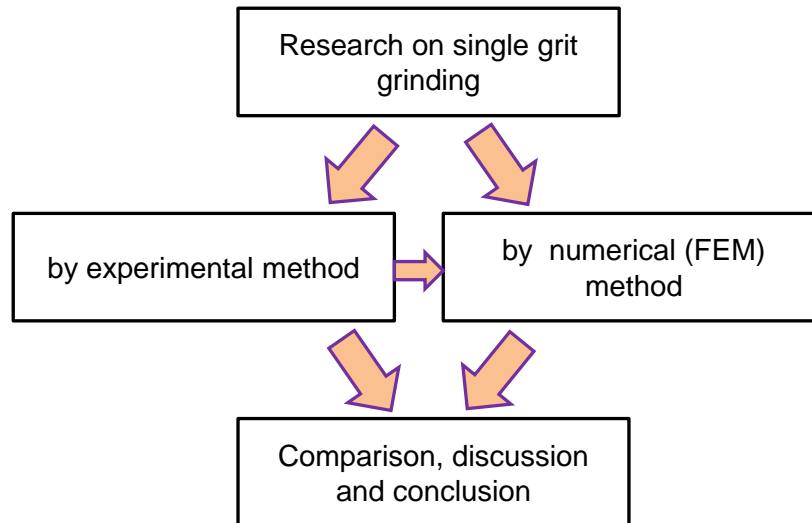 Research on single grit
grinding
by experimental method
by numerical (FEM)
method
Comparison, discussion
and conclusion